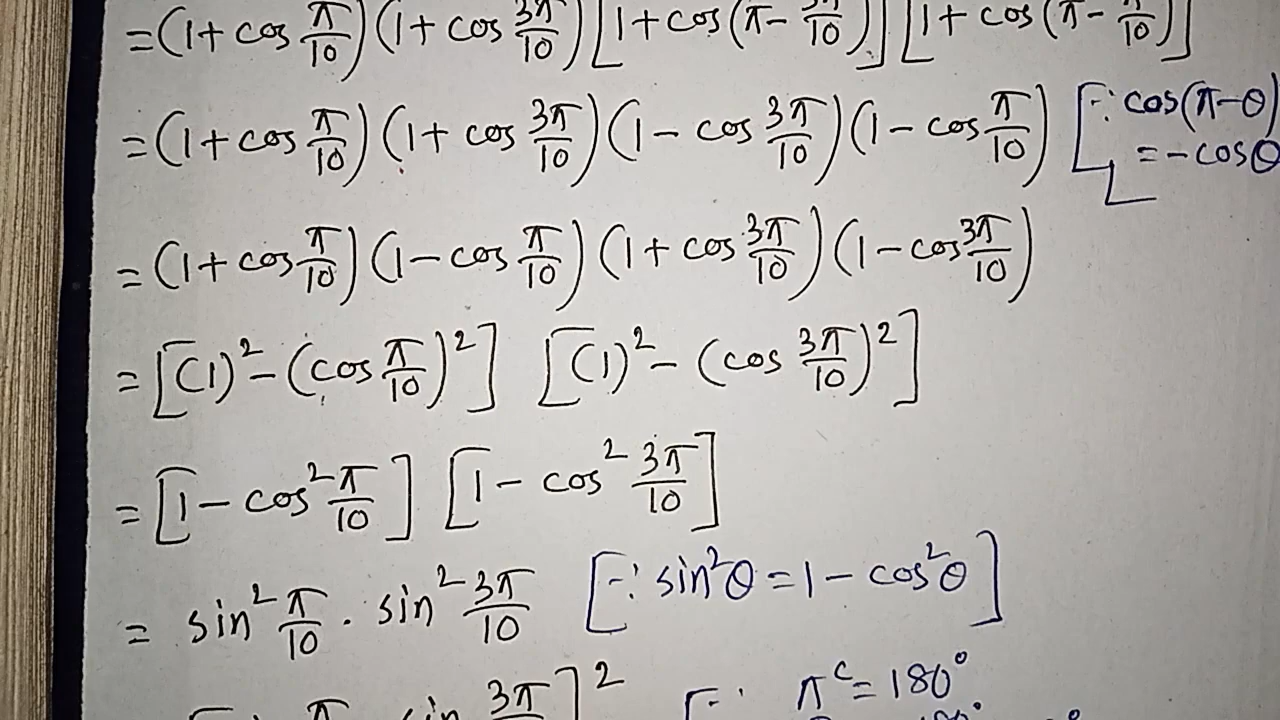 =(1+cos π/10)(1+cos 3π/10)[1+cos(π-3π/10)][1+cos(π-π/10)]
=(1+cos π/10)(1+cos 3π/10)(1-cos 3π/10)(1-cos π/10) [∵ cos(π-θ)
=-cosθ
=(1+cos π/10)(1-cos π/10)(1+cos 3π/10)(1-cos 3π/10)
=[(1)²-(cos π/10)²] [(1)²-(cos 3π/10)²]
=[1-cos² π/10] [1-cos² 3π/10]
= sin² π/10 . sin² 3π/10 [∵ sin²θ=1-cos²θ]
π sin 3π ]² [∵ πᶜ=180°